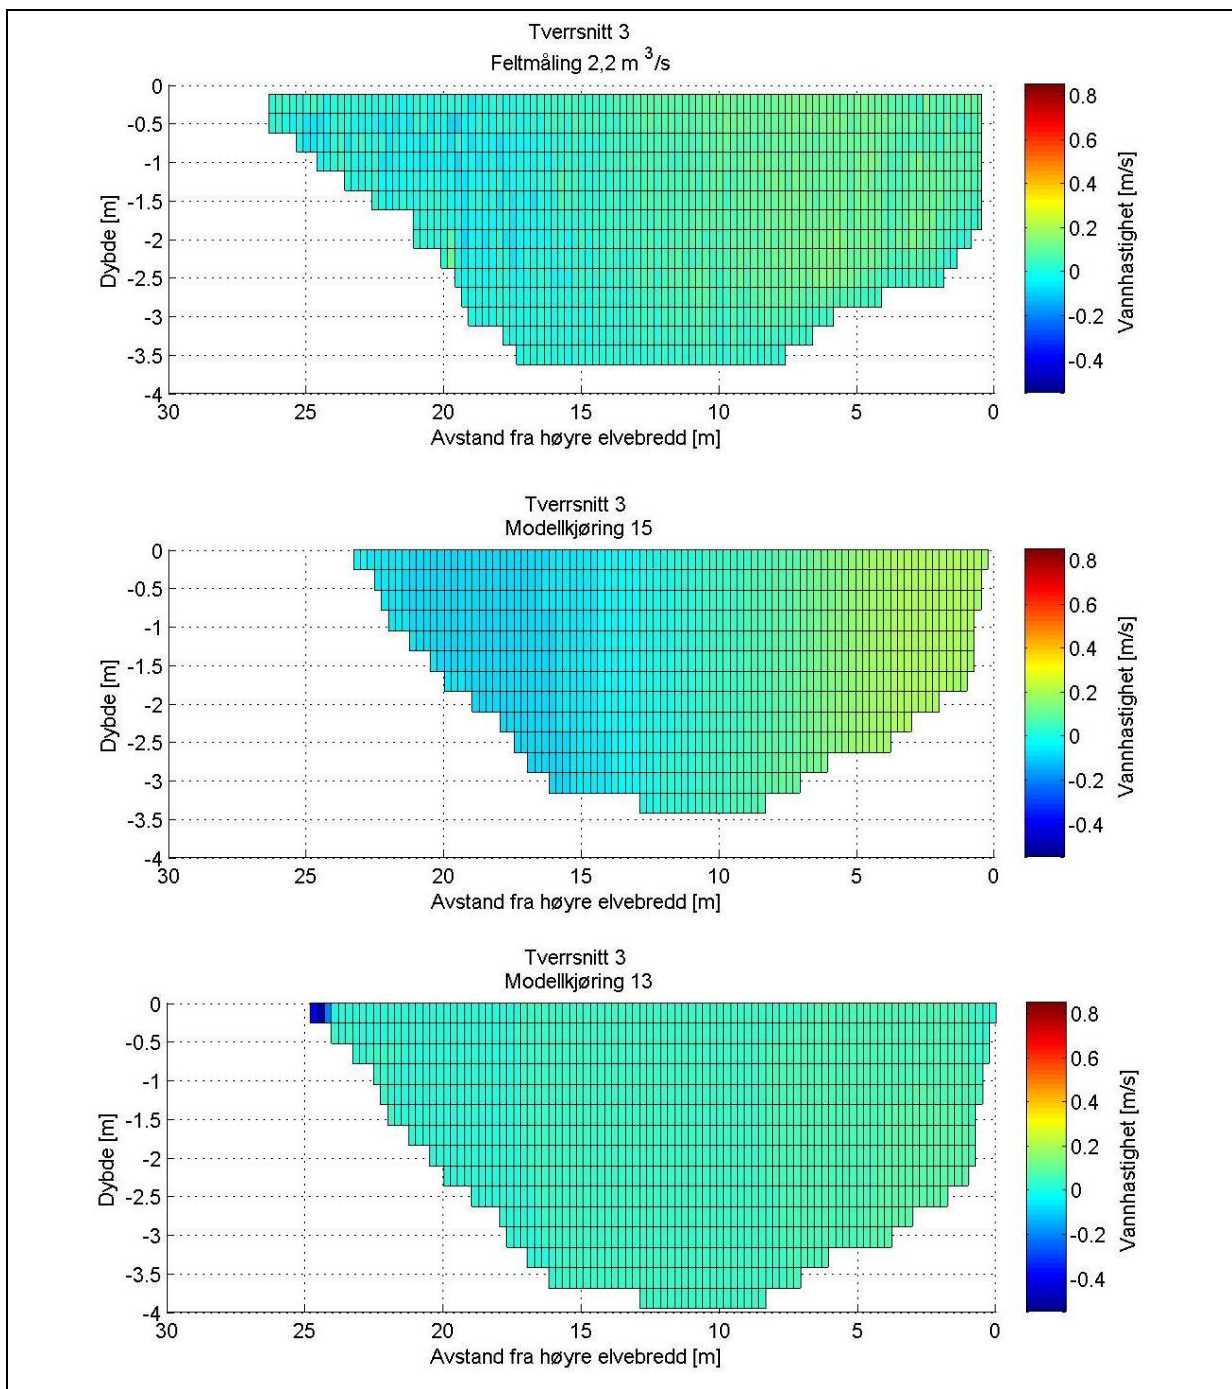 Tverrsnitt 3
Feltmåling 2,2 m ³/s
0
-0.5
-1
-1.5
-2
-2.5
-3
-3.5
-4
Dybde [m]
30 25 20 15 10 5 0
Avstand fra høyre elvebredd [m]
0.8
0.6
0.4
0.2
0
-0.2
-0.4
Vannhastighet [m/s]
Tverrsnitt 3
Modellkjøring 15
0
-0.5
-1
-1.5
-2
-2.5
-3
-3.5
-4
Dybde [m]
30 25 20 15 10 5 0
Avstand fra høyre elvebredd [m]
0.8
0.6
0.4
0.2
0
-0.2
-0.4
Vannhastighet [m/s]
Tverrsnitt 3
Modellkjøring 13
0
-0.5
-1
-1.5
-2
-2.5
-3
-3.5
-4
Dybde [m]
30 25 20 15 10 5 0
Avstand fra høyre elvebredd [m]
0.8
0.6
0.4
0.2
0
-0.2
-0.4
Vannhastighet [m/s]